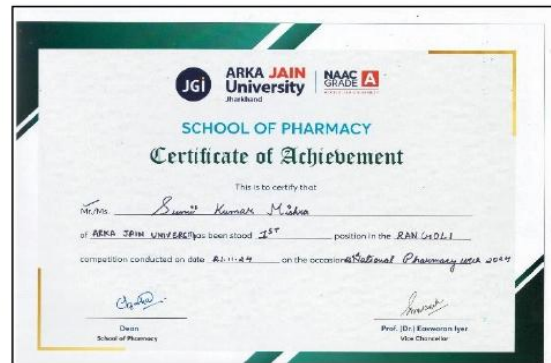 JGi ARKA JAIN University Jharkhand NAAC GRADE A
SCHOOL OF PHARMACY
Certificate of Achievement
This is to certify that
Mr./Ms. Sunil Kumar Mishra
of ARKA JAIN UNIVERSITY has been stood 1ST position in the RANGOLI
competition conducted on date 21.11.24 on the occasion National Pharmacy week 2024
Dean
School of Pharmacy
Prof. (Dr.) Easwaran Iyer
Vice Chancellor